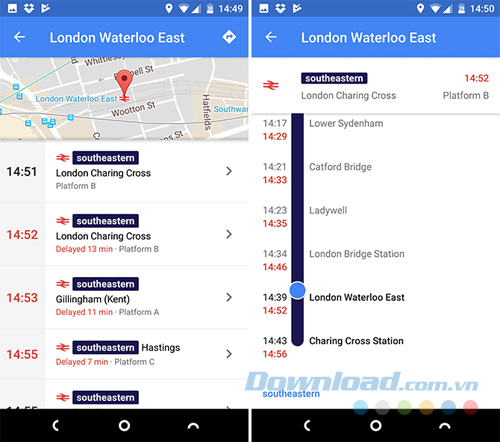 14:49
London Waterloo East
Whittlesey
Roupell St
London Waterloo East
Wootton St
Hatfields
Southwar
14:51
southeastern
London Charing Cross
Platform B
14:52
southeastern
London Charing Cross
Delayed 13 min · Platform B
14:53
southeastern
Gillingham (Kent)
Delayed 11 min · Platform A
14:55
southeastern Hastings
Delayed 7 min · Platform C
14:55
southeastern
14:50
London Waterloo East
southeastern
14:52
London Charing Cross
Platform B
14:17
Lower Sydenham
14:29
14:21
Catford Bridge
14:33
14:23
Ladywell
14:35
14:34
London Bridge Station
14:46
14:39
London Waterloo East
14:52
14:43
Charing Cross Station
14:56
southeastern
Download.com.vn